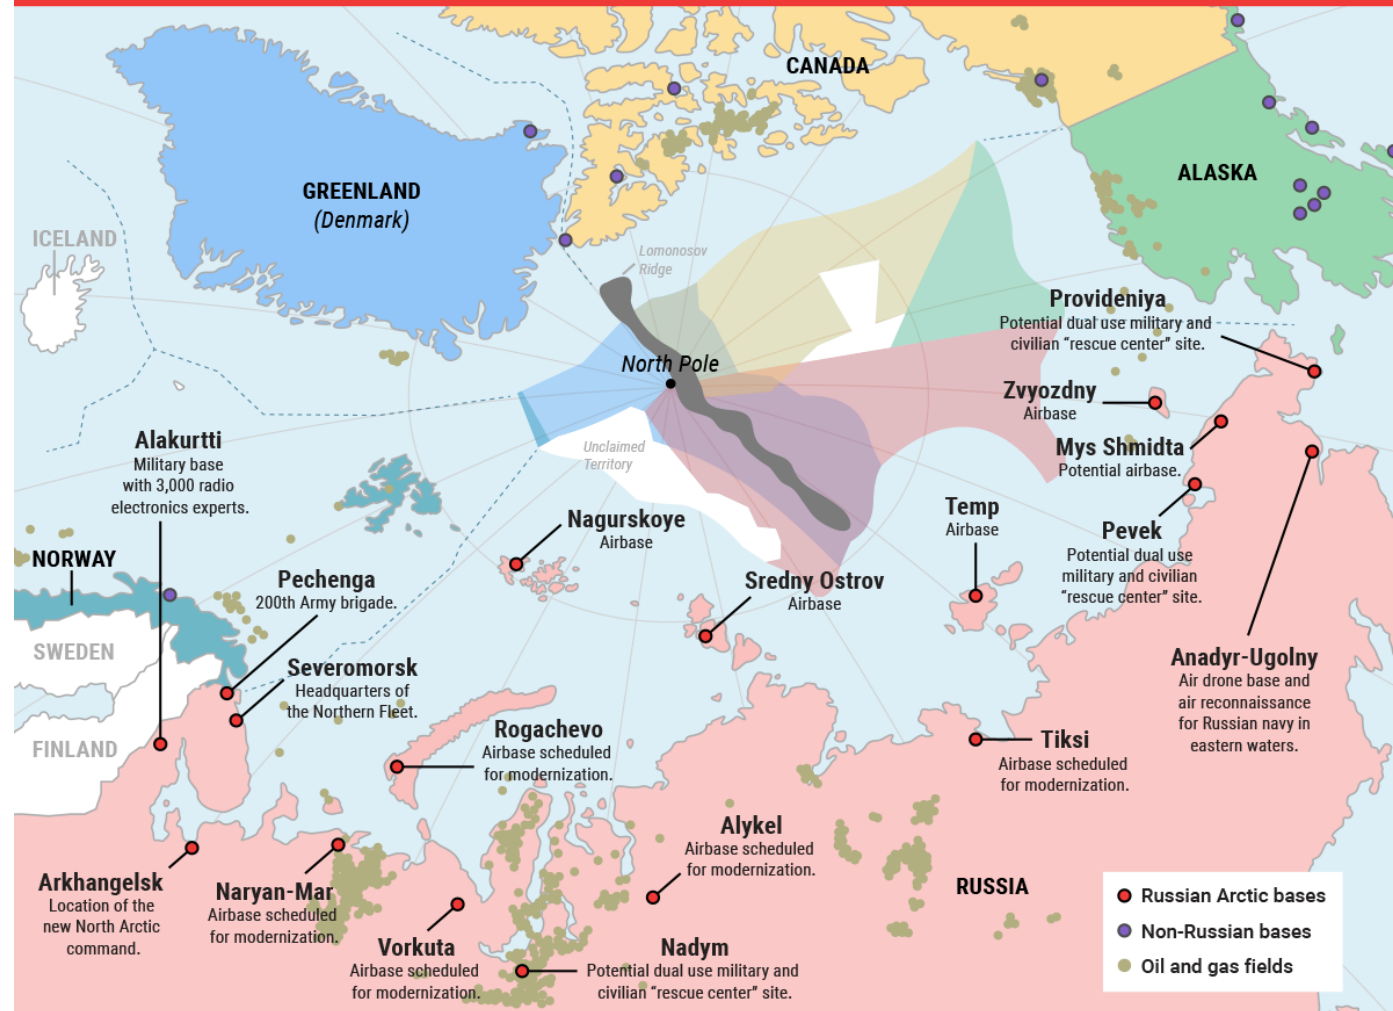 CANADA
GREENLAND
(Denmark)
ALASKA
ICELAND
Lomonosov
Ridge
North Pole
Unclaimed
Territory
Provideniya
Potential dual use military and
civilian “rescue center” site.
Zvyozdny
Airbase
Mys Shmidta
Potential airbase.
Pevek
Potential dual use
military and civilian
“rescue center” site.
Temp
Airbase
Anadyr-Ugolny
Air drone base and
air reconnaissance
for Russian navy in
eastern waters.
Alakurtti
Military base
with 3,000 radio
electronics experts.
NORWAY
Nagurskoye
Airbase
Pechenga
200th Army brigade.
Sredny Ostrov
Airbase
SWEDEN
Severomorsk
Headquarters of
the Northern Fleet.
FINLAND
Rogachevo
Airbase scheduled
for modernization.
Tiksi
Airbase scheduled
for modernization.
Alykel
Airbase scheduled
for modernization.
Arkhangelsk
Location of the
new North Arctic
command.
Naryan-Mar
Airbase scheduled
for modernization.
Vorkuta
Airbase scheduled
for modernization.
Nadym
Potential dual use military and
civilian “rescue center” site.
RUSSIA
Russian Arctic bases
Non-Russian bases
Oil and gas fields